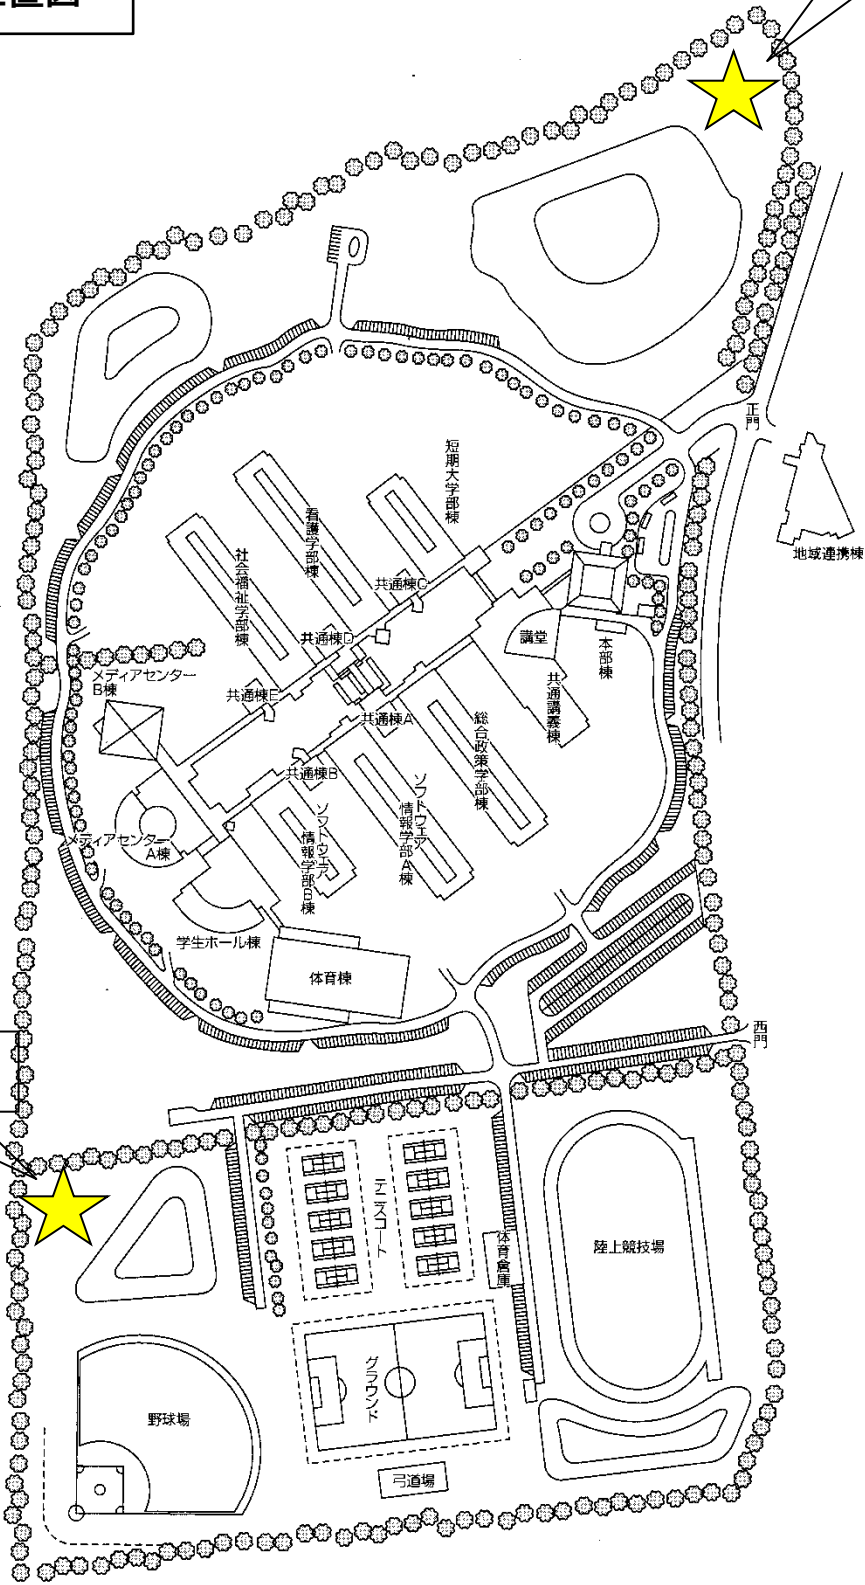 位置図
正門
短期大学部棟
看護学部棟
社会福祉学部棟
地域連携棟
共通棟C
共通棟D
講堂
本部棟
メディアセンター
B棟
共通棟E
共通講義棟
共通棟A
総合政策学部棟
共通棟B
ソフトウェア
情報学部A棟
ソフトウェア
情報学部B棟
メディアセンター
A棟
学生ホール棟
体育棟
西門
テニスコート
体育倉庫
陸上競技場
グラウンド
野球場
弓道場